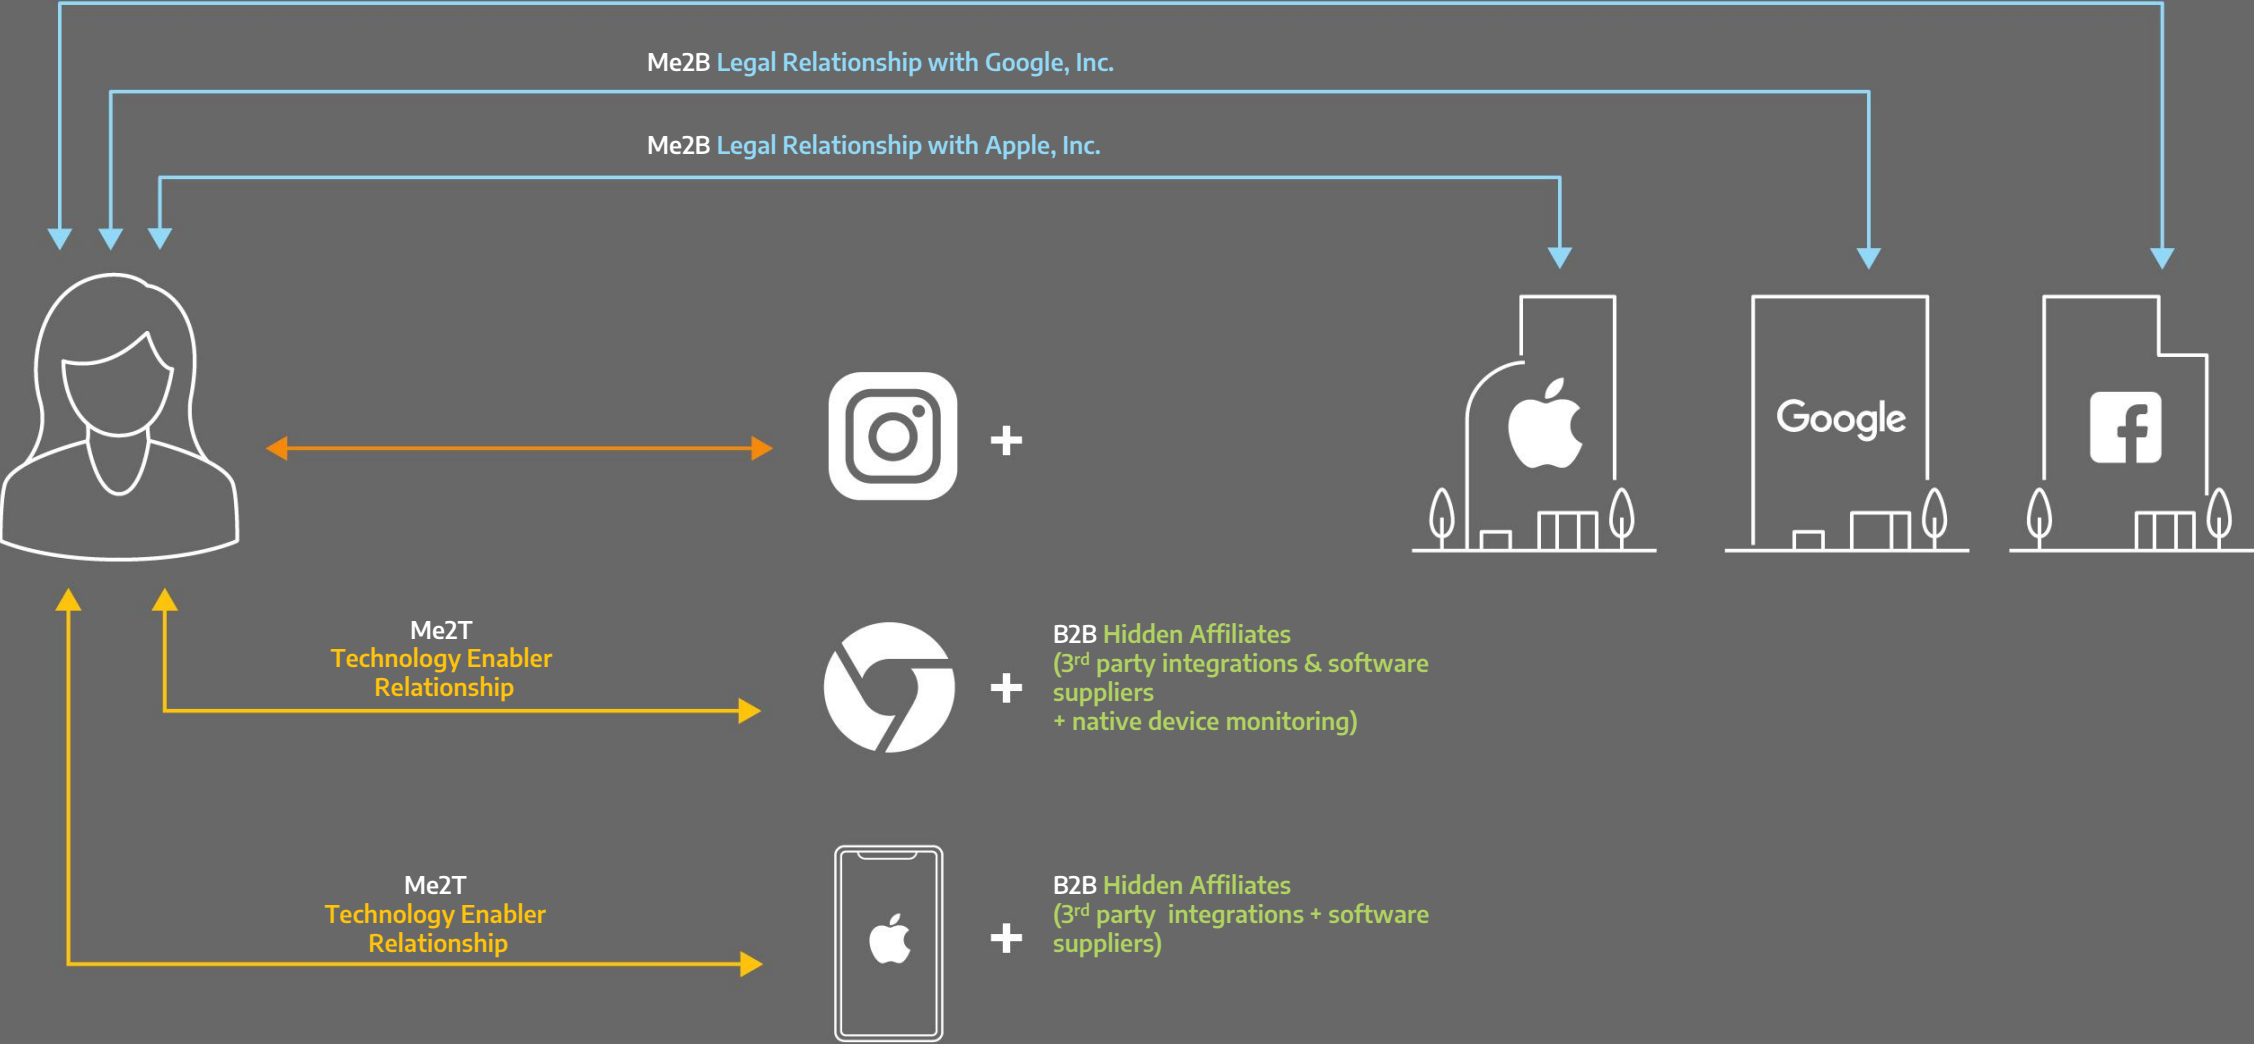 Me2B Legal Relationship with Google, Inc.
Me2B Legal Relationship with Apple, Inc.
Google
Me2T
Technology Enabler
Relationship
B2B Hidden Affiliates
(3rd party integrations & software
suppliers
+ native device monitoring)
Me2T
Technology Enabler
Relationship
B2B Hidden Affiliates
(3rd party integrations + software
suppliers)